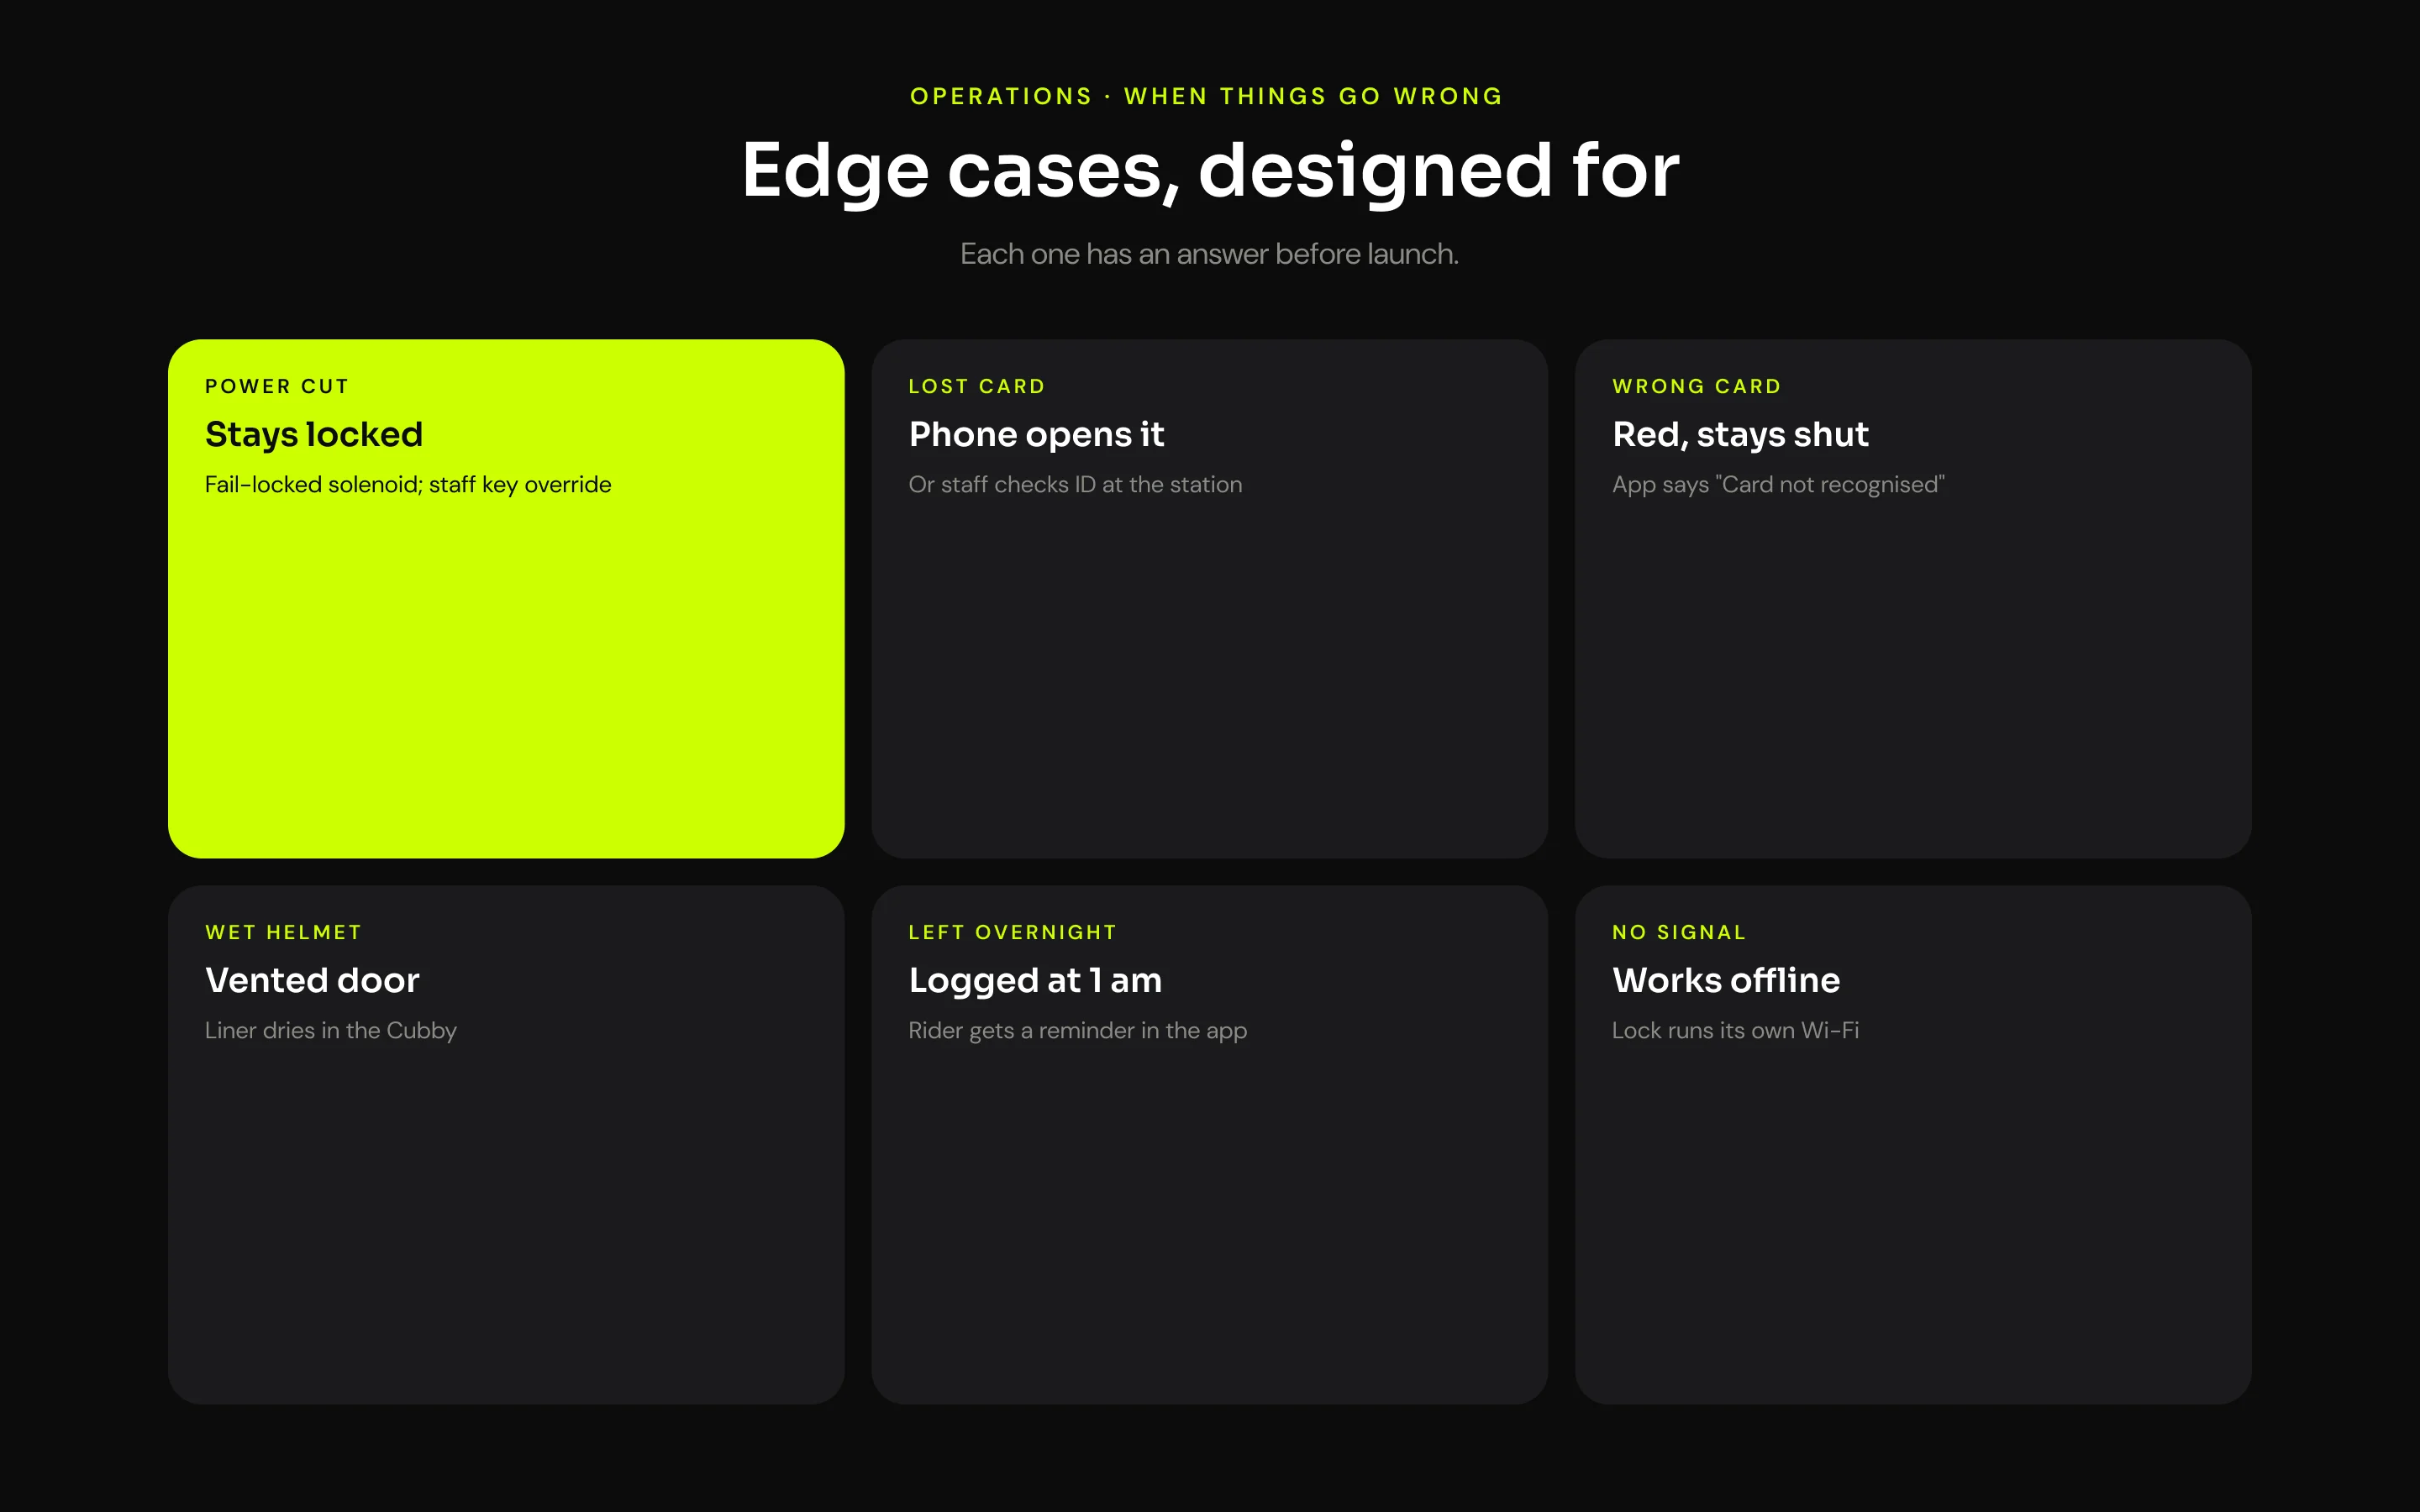 OPERATIONS · WHEN THINGS GO WRONG
Edge cases, designed for
Each one has an answer before launch.
POWER CUT
Stays locked
Fail-locked solenoid; staff key override
LOST CARD
Phone opens it
Or staff checks ID at the station
WRONG CARD
Red, stays shut
App says "Card not recognised"
WET HELMET
Vented door
Liner dries in the Cubby
LEFT OVERNIGHT
Logged at 1 am
Rider gets a reminder in the app
NO SIGNAL
Works offline
Lock runs its own Wi-Fi